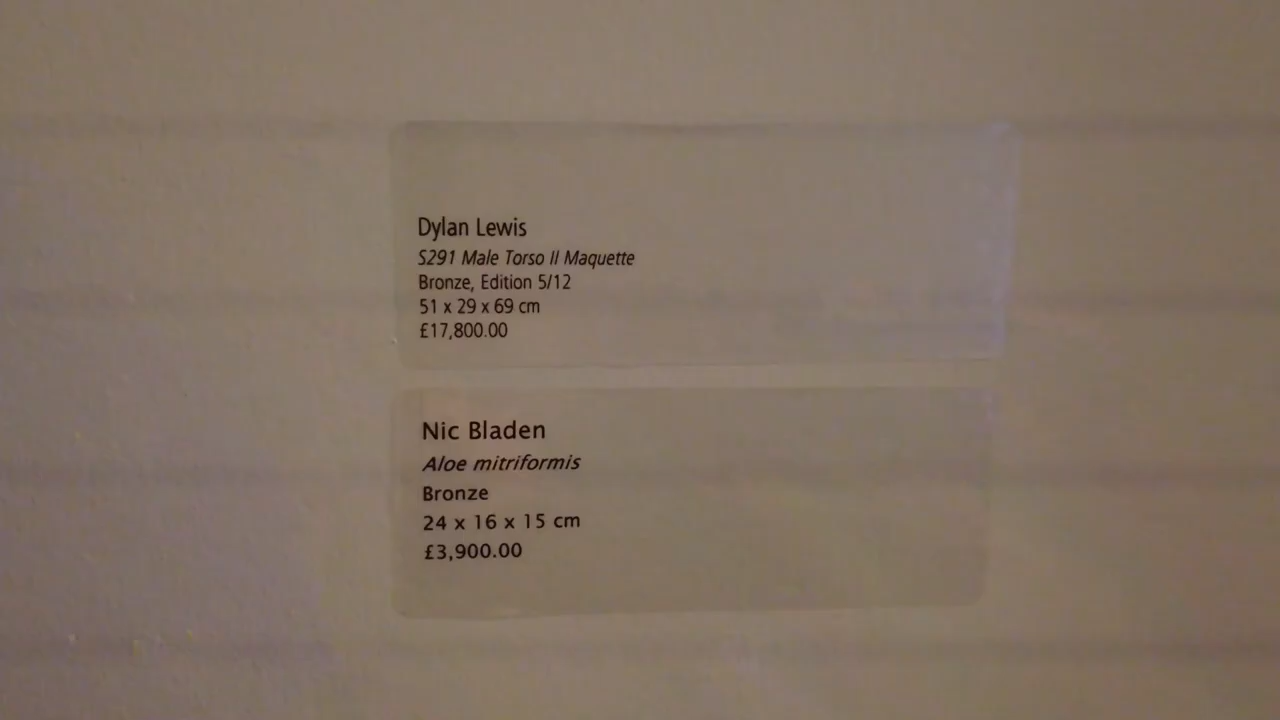 Dylan Lewis
S291 Male Torso II Maquette
Bronze, Edition 5/12
51 x 29 x 69 cm
£17,800.00
Nic Bladen
Aloe mitriformis
Bronze
24 x 16 x 15 cm
£3,900.00